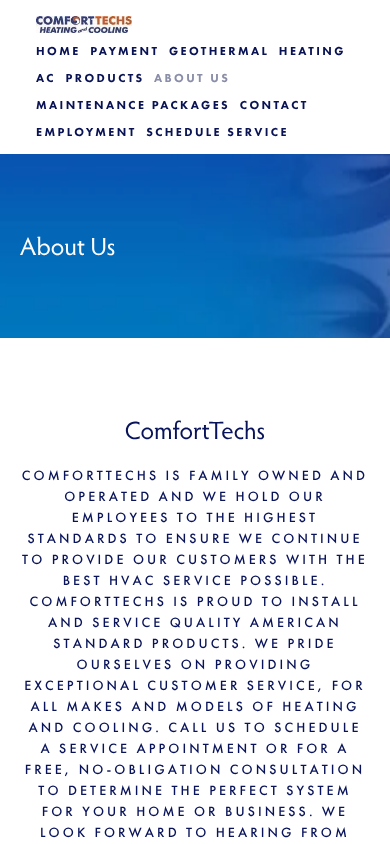 COMFORTTECHS
HEATING and COOLING
HOME PAYMENT GEOTHERMAL HEATING
AC PRODUCTS ABOUT US
MAINTENANCE PACKAGES CONTACT
EMPLOYMENT SCHEDULE SERVICE
About Us
ComfortTechs
COMFORTTECHS IS FAMILY OWNED AND
OPERATED AND WE HOLD OUR
EMPLOYEES TO THE HIGHEST
STANDARDS TO ENSURE WE CONTINUE
TO PROVIDE OUR CUSTOMERS WITH THE
BEST HVAC SERVICE POSSIBLE.
COMFORTTECHS IS PROUD TO INSTALL
AND SERVICE QUALITY AMERICAN
STANDARD PRODUCTS. WE PRIDE
OURSELVES ON PROVIDING
EXCEPTIONAL CUSTOMER SERVICE, FOR
ALL MAKES AND MODELS OF HEATING
AND COOLING. CALL US TO SCHEDULE
A SERVICE APPOINTMENT OR FOR A
FREE, NO-OBLIGATION CONSULTATION
TO DETERMINE THE PERFECT SYSTEM
FOR YOUR HOME OR BUSINESS. WE
LOOK FORWARD TO HEARING FROM